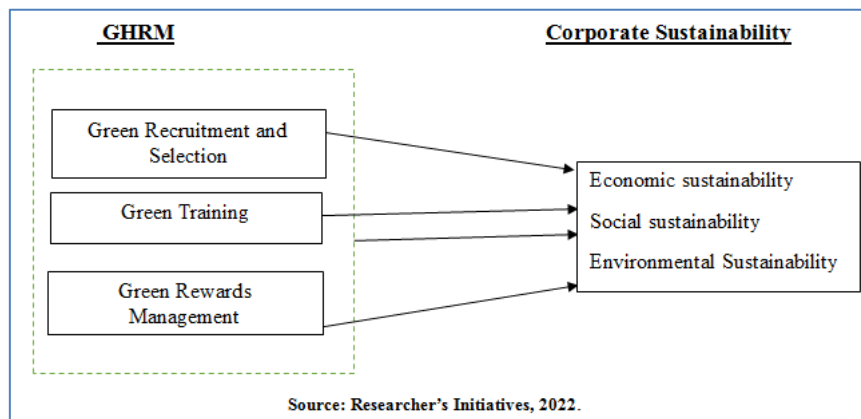 GHRM
Corporate Sustainability
Green Recruitment and
Selection
Green Training
Green Rewards
Management
Economic sustainability
Social sustainability
Environmental Sustainability
Source: Researcher’s Initiatives, 2022.